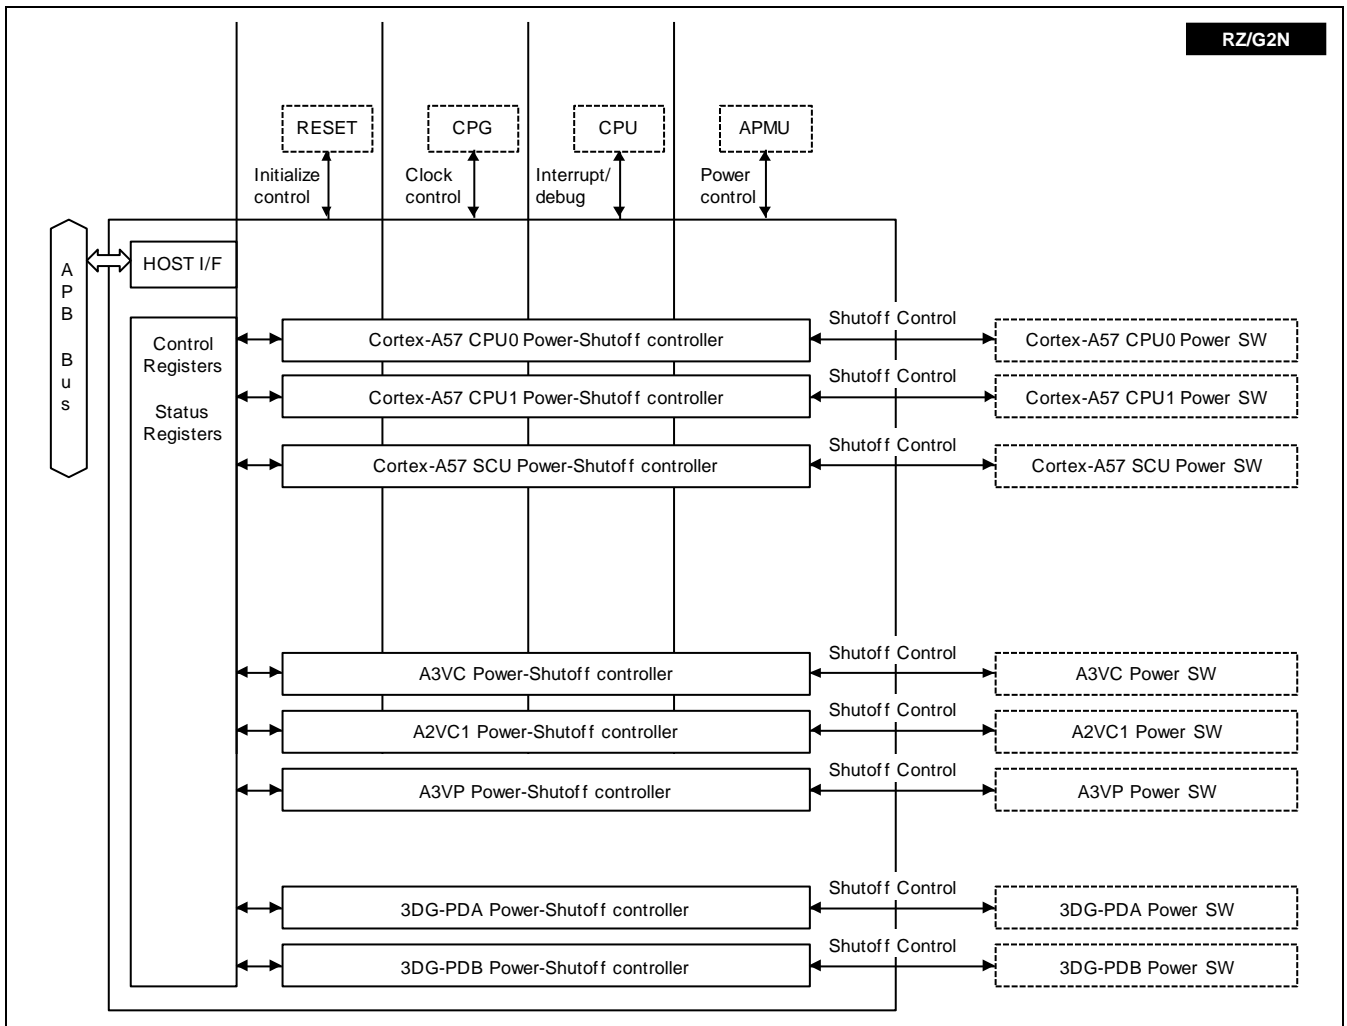 RZ/G2N
RESET
CPG
CPU
APMU
Initialize
control
Clock
control
Interrupt/
debug
Power
control
APB Bus
HOST I/F
Control
Registers
Status
Registers
Shutoff Control
Cortex-A57 CPU0 Power-Shutoff controller
Cortex-A57 CPU0 Power SW
Shutoff Control
Cortex-A57 CPU1 Power-Shutoff controller
Cortex-A57 CPU1 Power SW
Shutoff Control
Cortex-A57 SCU Power-Shutoff controller
Cortex-A57 SCU Power SW
Shutoff Control
A3VC Power-Shutoff controller
A3VC Power SW
Shutoff Control
A2VC1 Power-Shutoff controller
A2VC1 Power SW
Shutoff Control
A3VP Power-Shutoff controller
A3VP Power SW
Shutoff Control
3DG-PDA Power-Shutoff controller
3DG-PDA Power SW
Shutoff Control
3DG-PDB Power-Shutoff controller
3DG-PDB Power SW